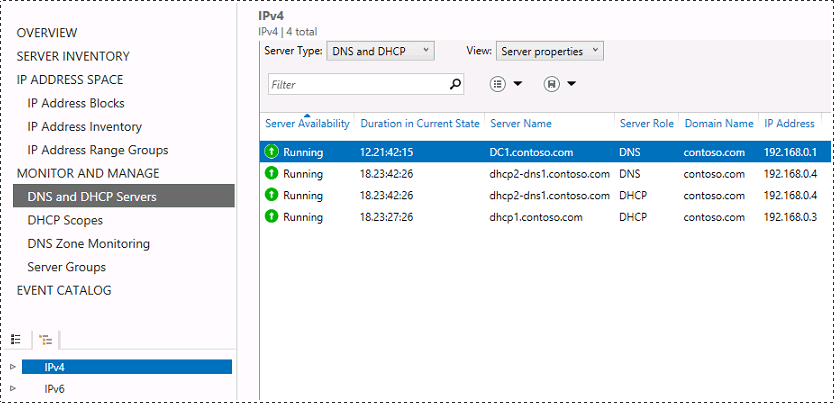 OVERVIEW
SERVER INVENTORY
IP ADDRESS SPACE
IP Address Blocks
IP Address Inventory
IP Address Range Groups
MONITOR AND MANAGE
DNS and DHCP Servers
DHCP Scopes
DNS Zone Monitoring
Server Groups
EVENT CATALOG
IPv4
IPv6
IPv4
IPv4 | 4 total
Server Type: DNS and DHCP View: Server properties
Filter
Server Availability Duration in Current State Server Name Server Role Domain Name IP Address
Running 12.21:42:15 DC1.contoso.com DNS contoso.com 192.168.0.1
Running 18.23:42:26 dhcp2-dns1.contoso.com DNS contoso.com 192.168.0.4
Running 18.23:42:26 dhcp2-dns1.contoso.com DHCP contoso.com 192.168.0.4
Running 18.23:27:26 dhcp1.contoso.com DHCP contoso.com 192.168.0.3